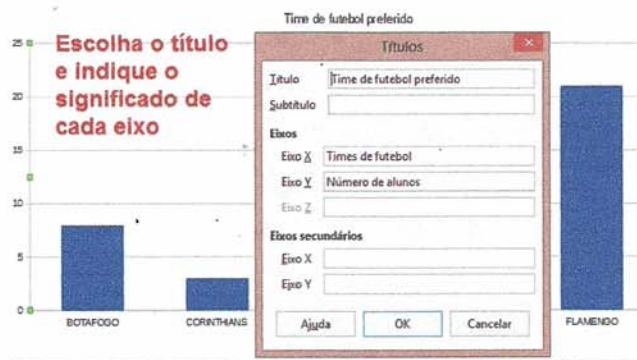 Time de futebol preferido
25
20
15
10
5
0
Escolha o título
e indique o
significado de
cada eixo
BOTAFOGO
CORINTHIANS
FLAMENGO
Títulos
Título
Time de futebol preferido
Subtítulo
Eixos
Eixo X
Times de futebol
Eixo Y
Número de alunos
Eixo Z
Eixos secundários
Eixo X
Eixo Y
Ajuda
OK
Cancelar